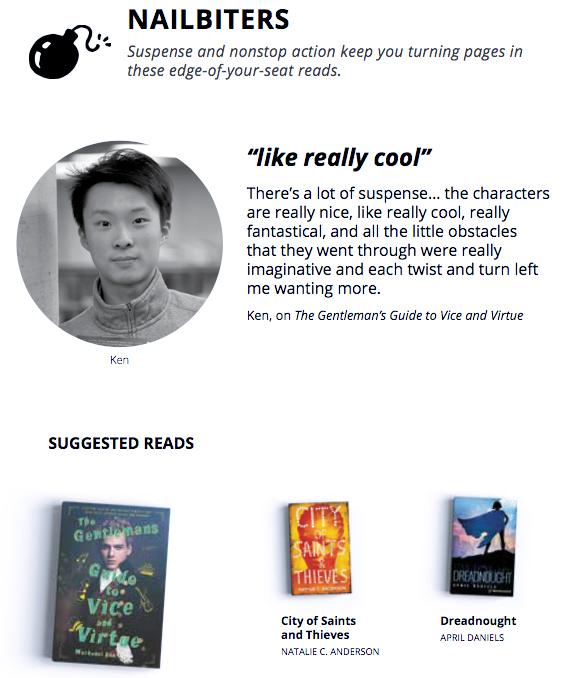 NAILBITERS
Suspense and nonstop action keep you turning pages in
these edge-of-your-seat reads.
“like really cool”
There’s a lot of suspense... the characters
are really nice, like really cool, really
fantastical, and all the little obstacles
that they went through were really
imaginative and each twist and turn left
me wanting more.
Ken, on The Gentleman’s Guide to Vice and Virtue
Ken
SUGGESTED READS
The
Gentlemans
Guide
to
Vice
and
Virtue
CITY
OF
SAINTS
&
THIEVES
NATALIE C. ANDERSON
DREADNOUGHT
APRIL DANIELS
City of Saints
and Thieves
NATALIE C. ANDERSON
Dreadnought
APRIL DANIELS